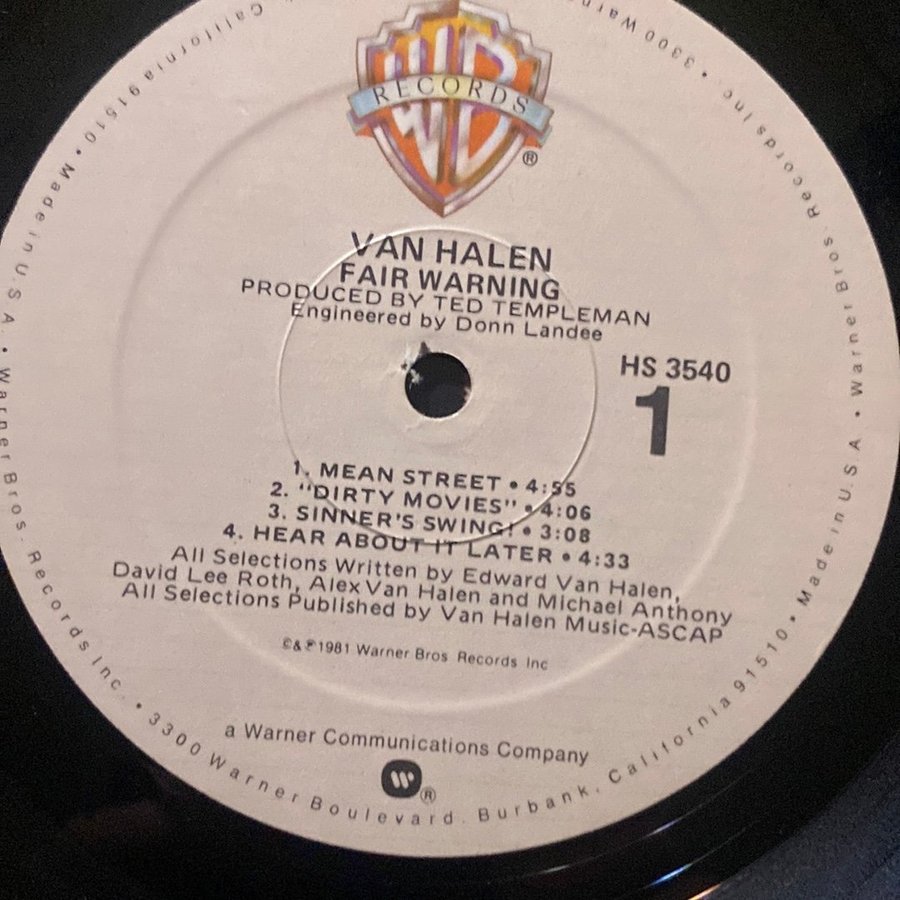 WB
RECORDS
®
VAN HALEN
FAIR WARNING
PRODUCED BY TED TEMPLEMAN
Engineered by Donn Landee
HS 3540
1
1. MEAN STREET • 4:55
2. "DIRTY MOVIES" • 4:06
3. SINNER'S SWING! • 3:08
4. HEAR ABOUT IT LATER • 4:33
All Selections Written by Edward Van Halen,
David Lee Roth, Alex Van Halen and Michael Anthony
All Selections Published by Van Halen Music-ASCAP
©&℗1981 Warner Bros Records Inc
a Warner Communications Company
W®
California 91510 • Made in U.S.A. • Warner Bros. Records Inc. • 3300 Warner Boulevard. Burbank, California 91510 • Made in U.S.A. • Warner Bros. Records Inc. • 3300 War